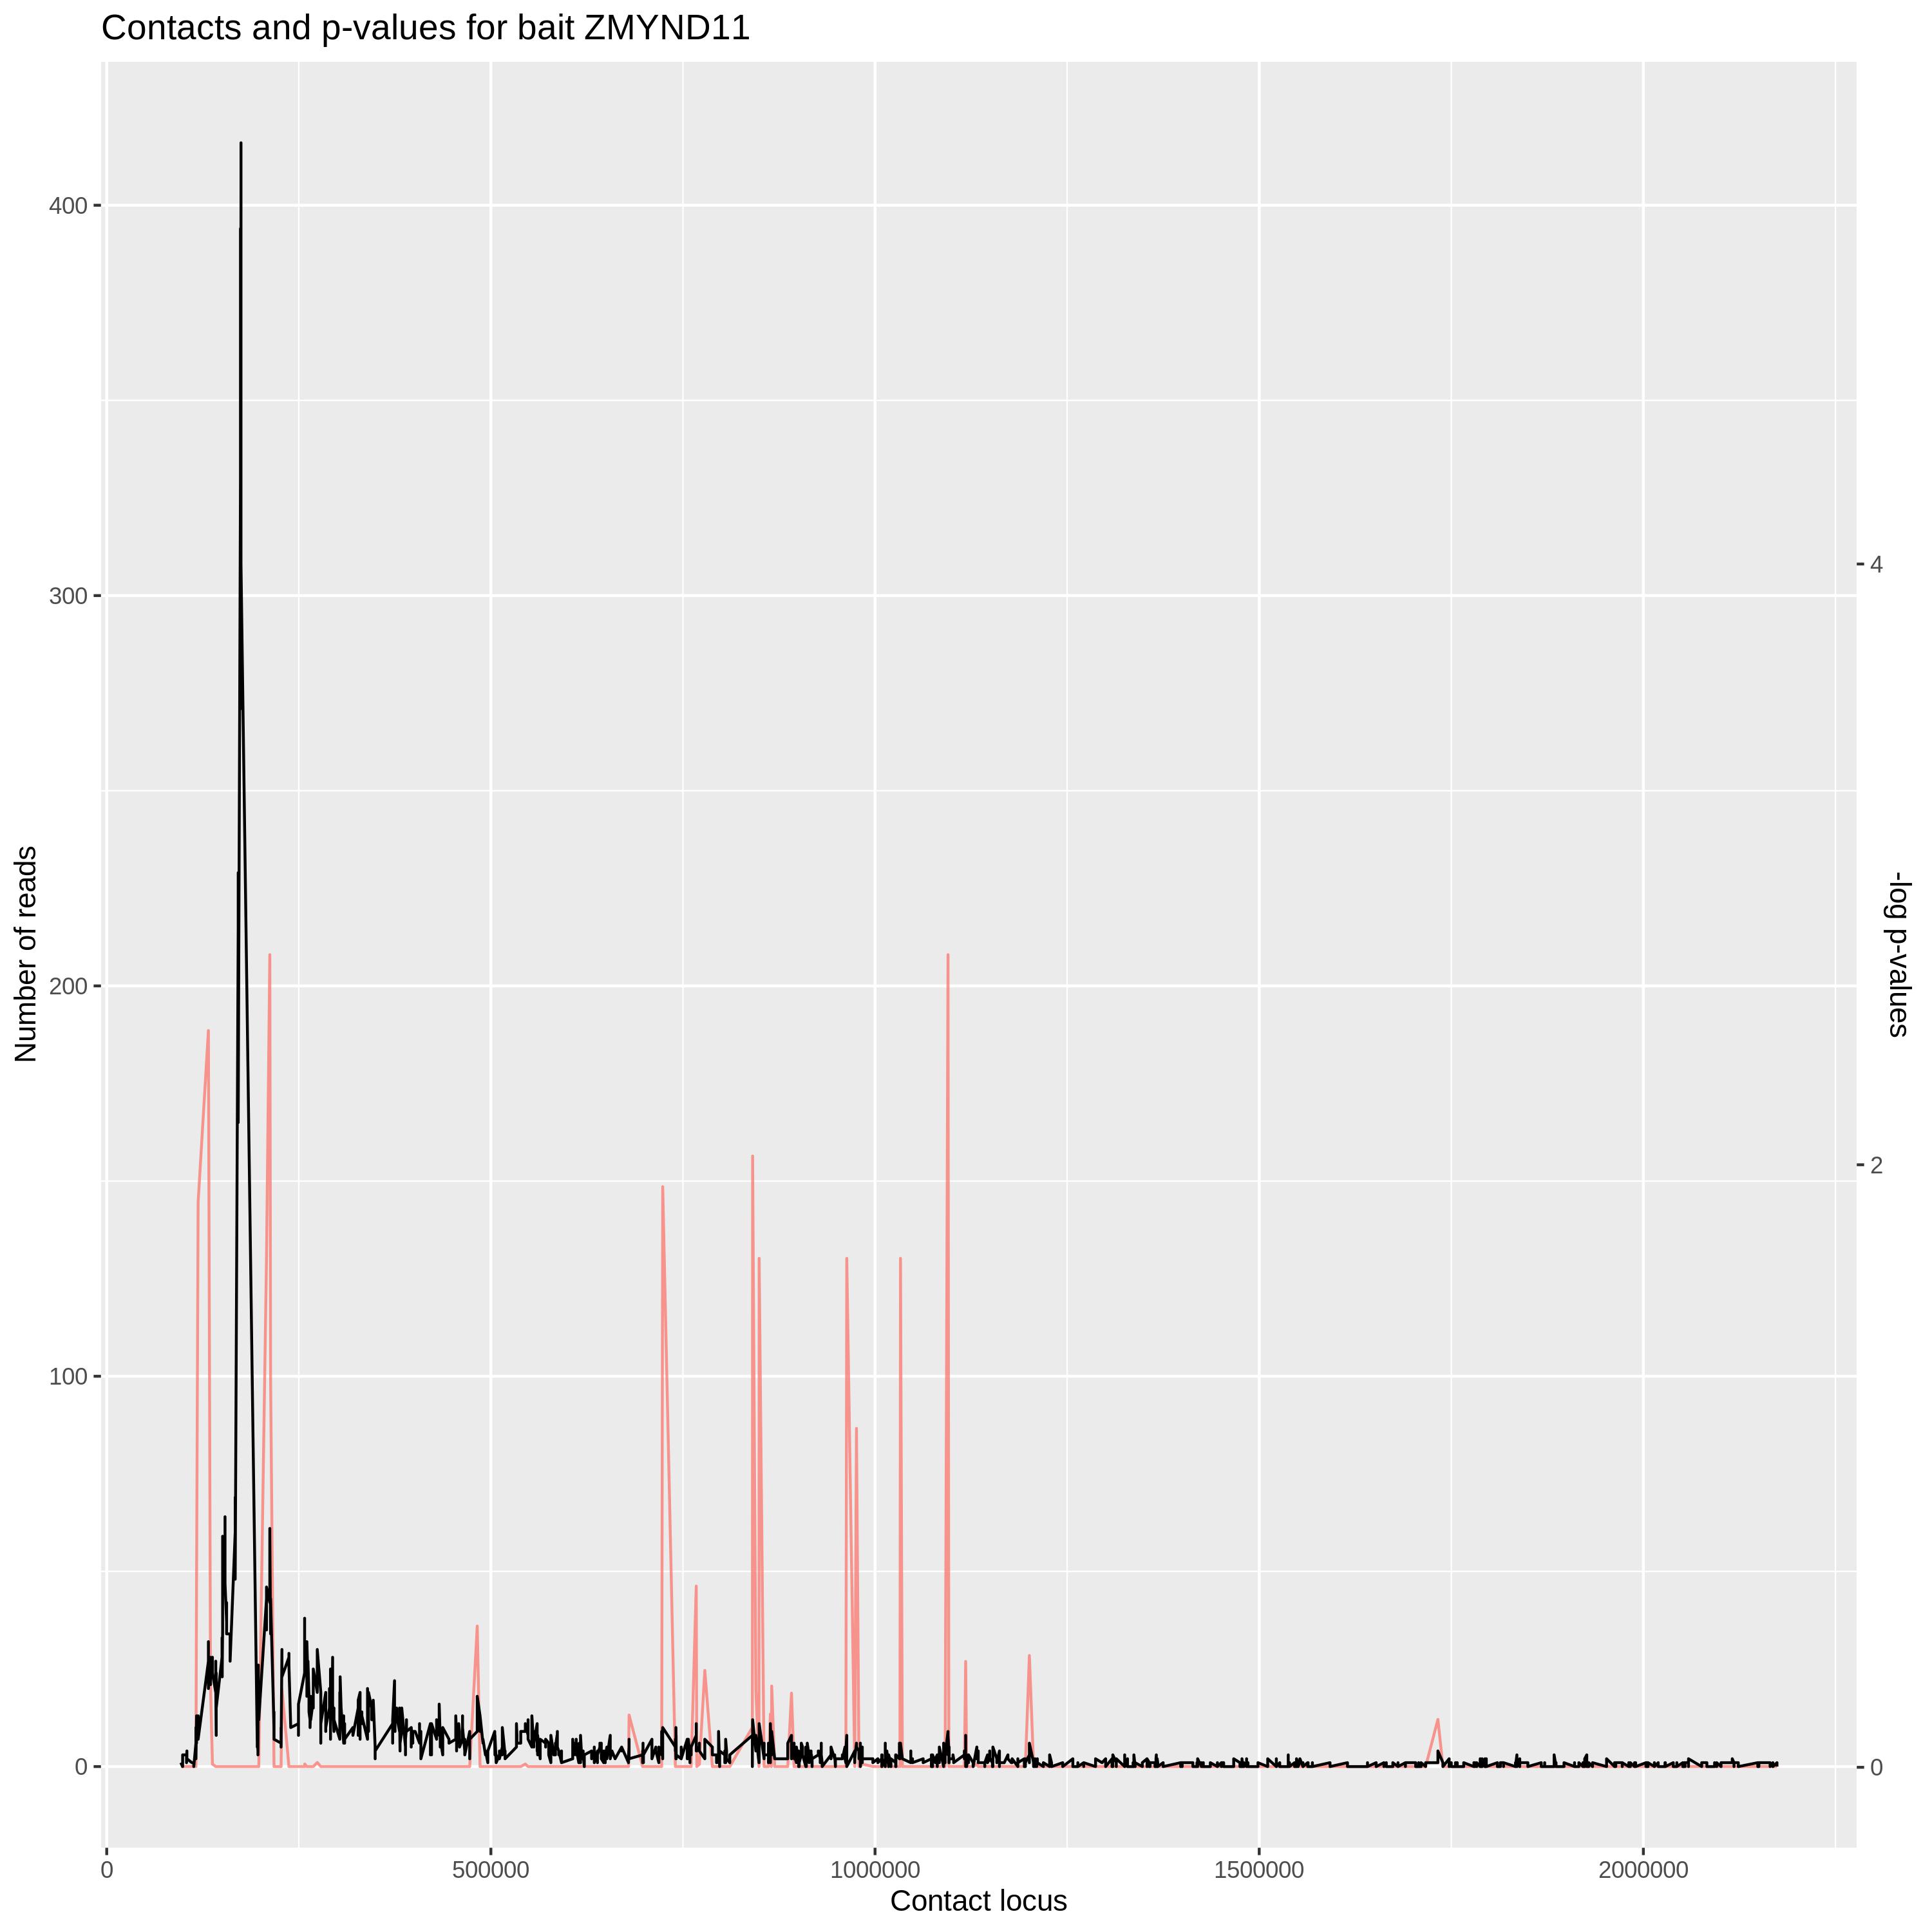 Contacts and p-values for bait ZMYND11
Number of reads
400
300
200
100
0
4
2
0
-log p-values
0 500000 1000000 1500000 2000000
Contact locus